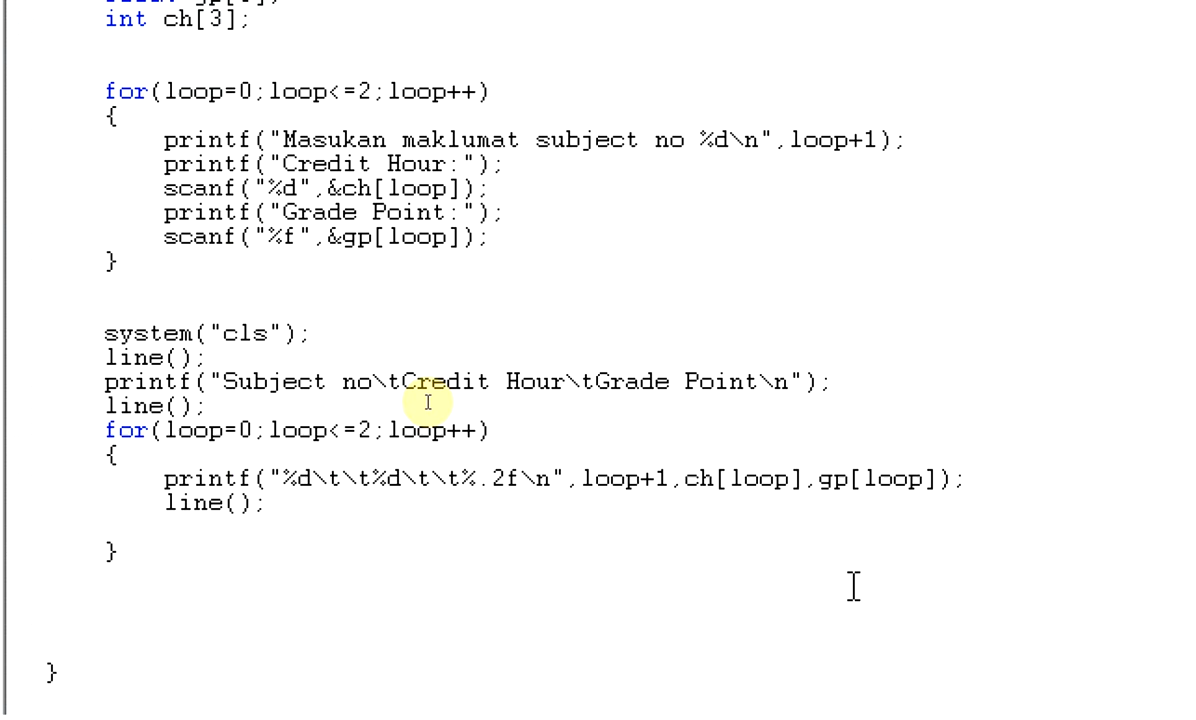 int ch[3];
for(loop=0;loop<=2;loop++)
{
printf("Masukan maklumat subject no %d\n",loop+1);
printf("Credit Hour:");
scanf("%d",&ch[loop]);
printf("Grade Point:");
scanf("%f",&gp[loop]);
}
system("cls");
line();
printf("Subject no\tCredit Hour\tGrade Point\n");
line();
for(loop=0;loop<=2;loop++)
{
printf("%d\t\t%d\t\t%.2f\n",loop+1,ch[loop],gp[loop]);
line();
}
}